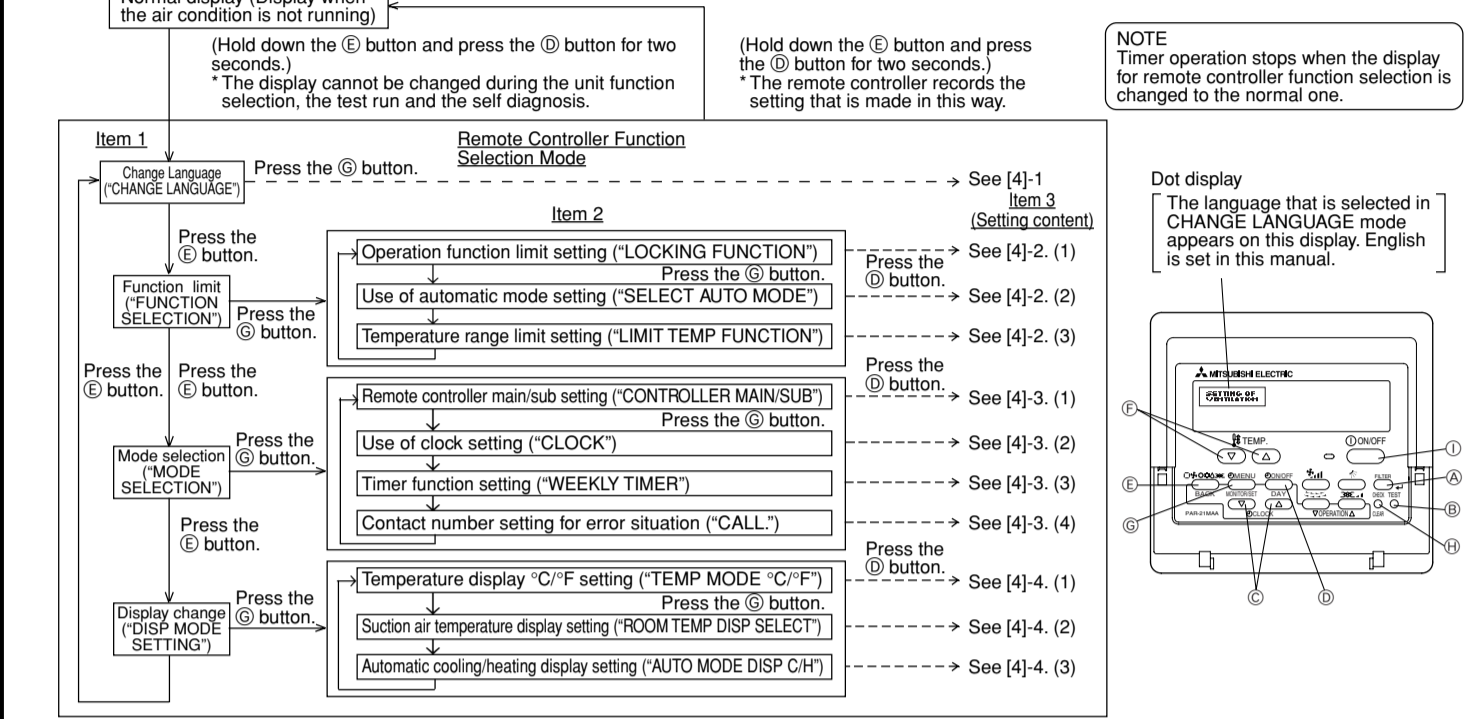 Normal display (Display when
the air condition is not running)
(Hold down the Ⓔ button and press the Ⓓ button for two
seconds.)
* The display cannot be changed during the unit function
selection, the test run and the self diagnosis.
(Hold down the Ⓔ button and press
the Ⓓ button for two seconds.)
* The remote controller records the
setting that is made in this way.
NOTE
Timer operation stops when the display
for remote controller function selection is
changed to the normal one.
Item 1
Remote Controller Function
Selection Mode
Change Language
("CHANGE LANGUAGE")
Press the Ⓖ button.
See [4]-1
Item 2
Item 3
(Setting content)
Press the
Ⓔ button.
Function limit
("FUNCTION
SELECTION")
Press the
Ⓖ button.
Operation function limit setting ("LOCKING FUNCTION")
Press the Ⓖ button.
Use of automatic mode setting ("SELECT AUTO MODE")
Temperature range limit setting ("LIMIT TEMP FUNCTION")
Press the
Ⓓ button.
See [4]-2. (1)
See [4]-2. (2)
See [4]-2. (3)
Press the
Ⓔ button.
Press the
Ⓔ button.
Mode selection
("MODE
SELECTION")
Press the
Ⓖ button.
Remote controller main/sub setting ("CONTROLLER MAIN/SUB")
Press the Ⓖ button.
Use of clock setting ("CLOCK")
Timer function setting ("WEEKLY TIMER")
Contact number setting for error situation ("CALL.")
Press the
Ⓓ button.
See [4]-3. (1)
See [4]-3. (2)
See [4]-3. (3)
See [4]-3. (4)
Press the
Ⓔ button.
Display change
("DISP MODE
SETTING")
Press the
Ⓖ button.
Temperature display °C/°F setting ("TEMP MODE °C/°F")
Press the Ⓖ button.
Suction air temperature display setting ("ROOM TEMP DISP SELECT")
Automatic cooling/heating display setting ("AUTO MODE DISP C/H")
Press the
Ⓓ button.
See [4]-4. (1)
See [4]-4. (2)
See [4]-4. (3)
Dot display
The language that is selected in
CHANGE LANGUAGE mode
appears on this display. English
is set in this manual.
MITSUBISHI ELECTRIC
SETTING OF
VENTILATION
TEMP.
ON/OFF
MENU
ON/OFF
FILTER
BACK
MONITOR/SET
DAY
CHECK
TEST
PAR-21MAA
CLOCK
OPERATION
CLEAR
Ⓕ
Ⓔ
Ⓖ
Ⓒ
Ⓓ
Ⓘ
Ⓐ
Ⓑ
Ⓗ